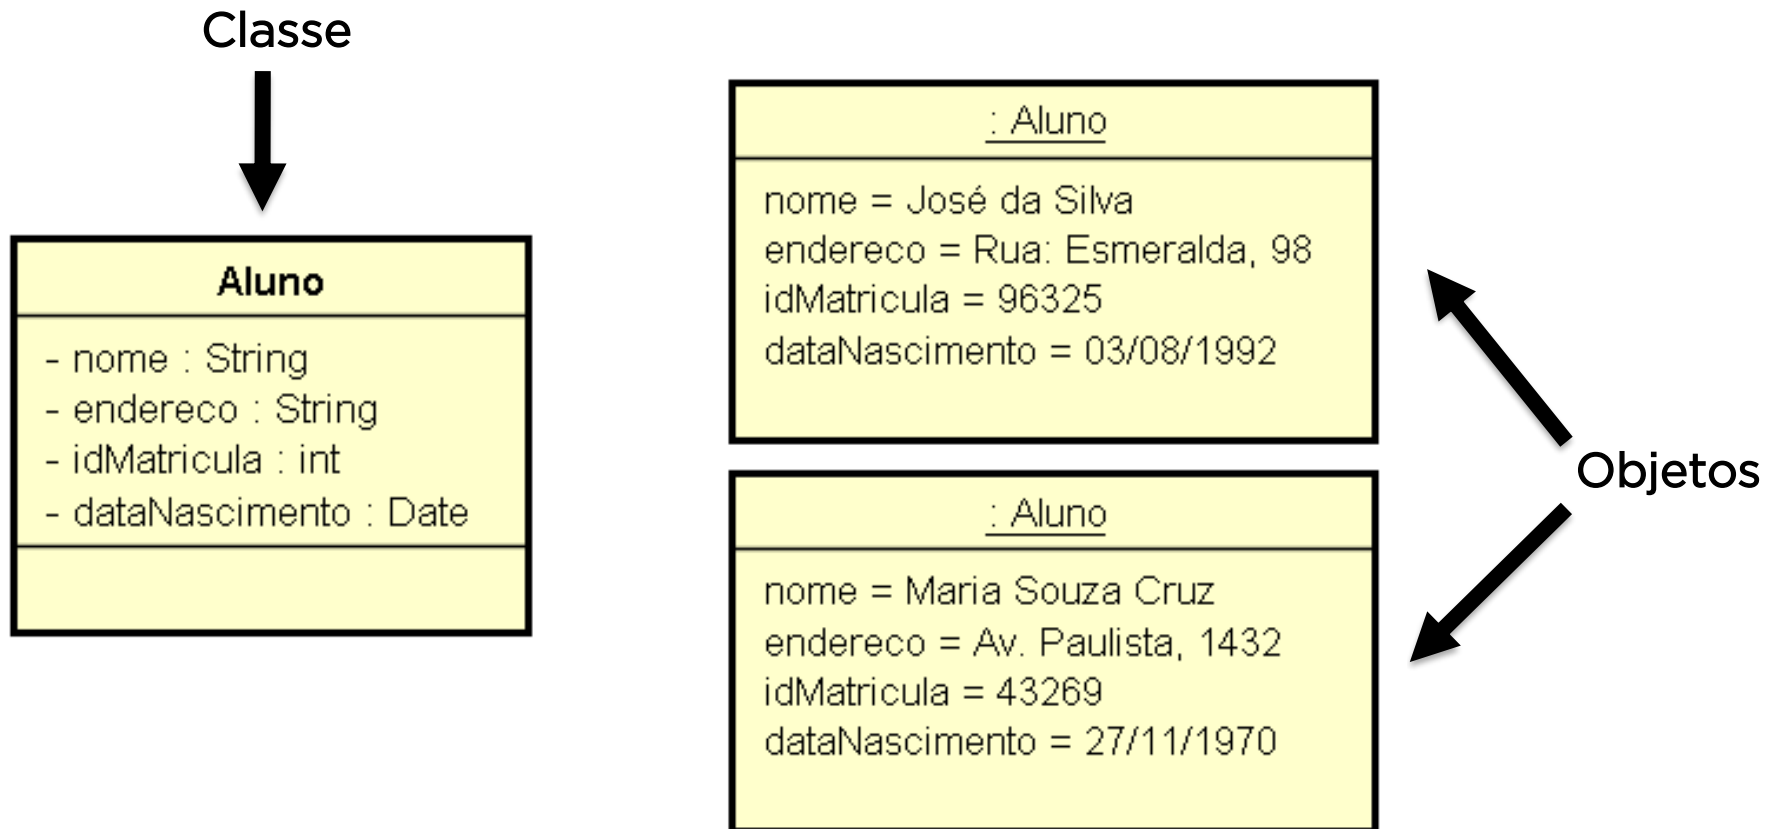 Classe
Aluno
- nome : String
- endereco : String
- idMatricula : int
- dataNascimento : Date
: Aluno
nome = José da Silva
endereco = Rua: Esmeralda, 98
idMatricula = 96325
dataNascimento = 03/08/1992
: Aluno
nome = Maria Souza Cruz
endereco = Av. Paulista, 1432
idMatricula = 43269
dataNascimento = 27/11/1970
Objetos